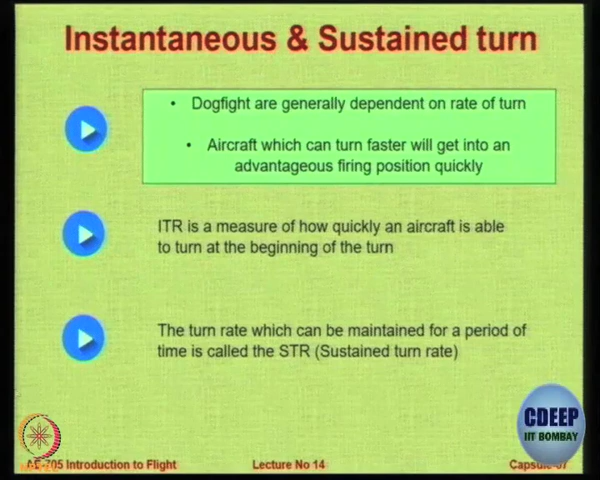 Instantaneous & Sustained turn
• Dogfight are generally dependent on rate of turn
• Aircraft which can turn faster will get into an
advantageous firing position quickly
ITR is a measure of how quickly an aircraft is able
to turn at the beginning of the turn
The turn rate which can be maintained for a period of
time is called the STR (Sustained turn rate)
CDEEP
IIT BOMBAY
705 Introduction to Flight
Lecture No 14